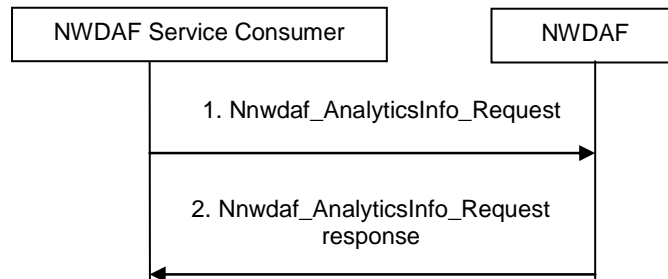 NWDAF Service Consumer
NWDAF
1. Nnwdaf_AnalyticsInfo_Request
2. Nnwdaf_AnalyticsInfo_Request
response